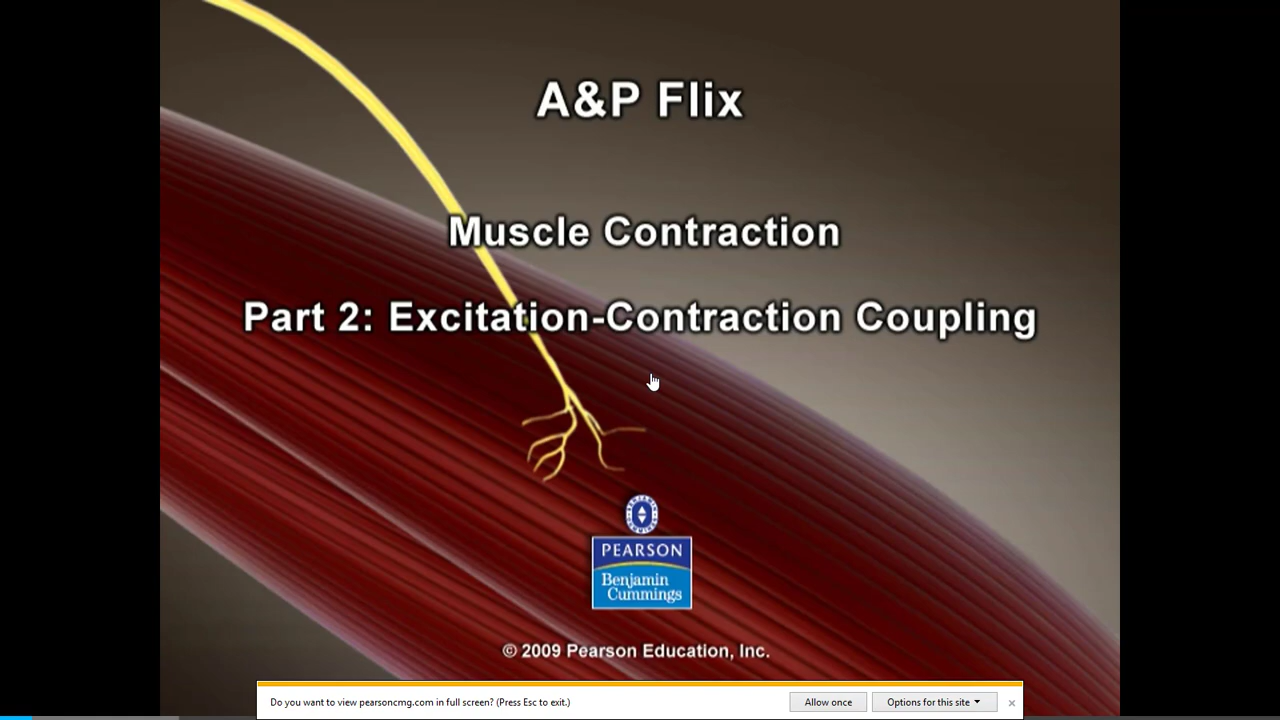 A&P Flix
Muscle Contraction
Part 2: Excitation-Contraction Coupling
PEARSON
Benjamin
Cummings
© 2009 Pearson Education, Inc.
Do you want to view pearsoncmg.com in full screen? (Press Esc to exit.)
Allow once
Options for this site
×